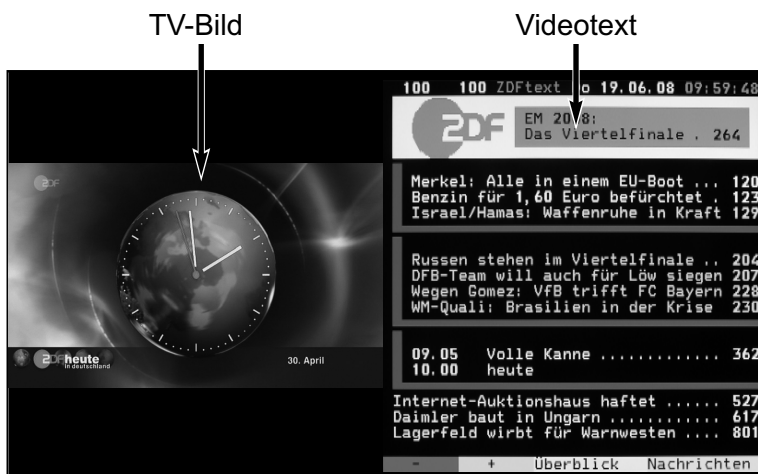 TV-Bild
Videotext
100 100 ZDFtext o 19.06.08 09:59:48
ZDF
EM 2008:
Das Viertelfinale . 264
Merkel: Alle in einem EU-Boot ... 120
Benzin für 1,60 Euro befürchtet . 123
Israel/Hamas: Waffenruhe in Kraft 129
Russen stehen im Viertelfinale .. 204
DFB-Team will auch für Löw siegen 207
Wegen Gomez: VfB trifft FC Bayern 228
WM-Quali: Brasilien in der Krise 230
09.05 Volle Kanne ............. 362
10.00 heute
Internet-Auktionshaus haftet ...... 527
Daimler baut in Ungarn ............ 617
Lagerfeld wirbt für Warnwesten .... 801
- + Überblick Nachrichten
ZDF
ZDF heute
in deutschland
30. April